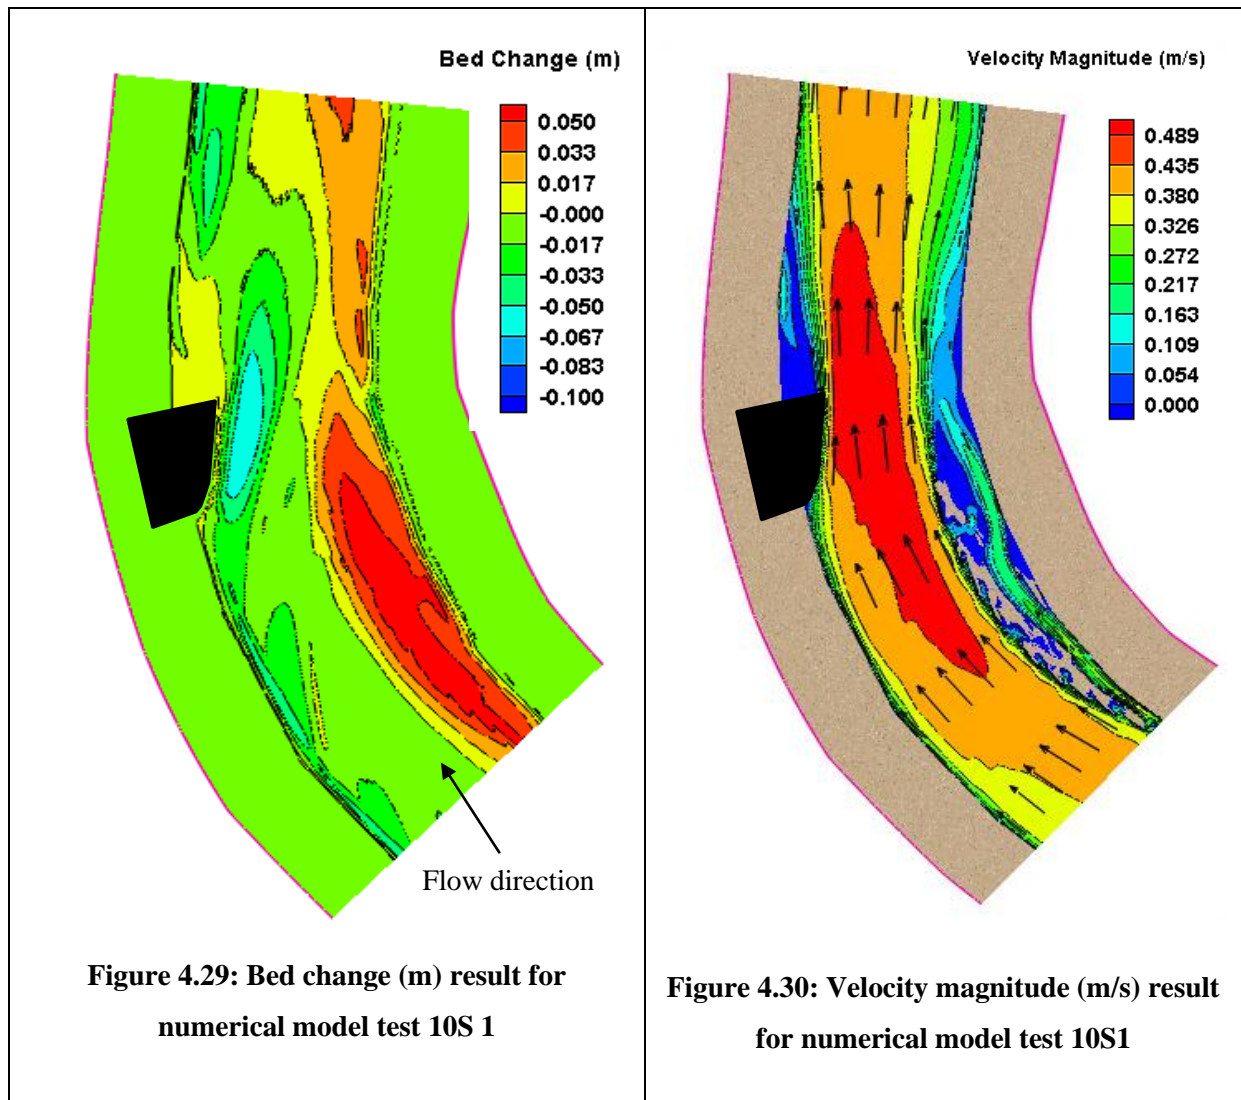 Bed Change (m)
0.050
0.033
0.017
-0.000
-0.017
-0.033
-0.050
-0.067
-0.083
-0.100
Flow direction
Figure 4.29: Bed change (m) result for
numerical model test 10S 1
Velocity Magnitude (m/s)
0.489
0.435
0.380
0.326
0.272
0.217
0.163
0.109
0.054
0.000
Figure 4.30: Velocity magnitude (m/s) result
for numerical model test 10S1